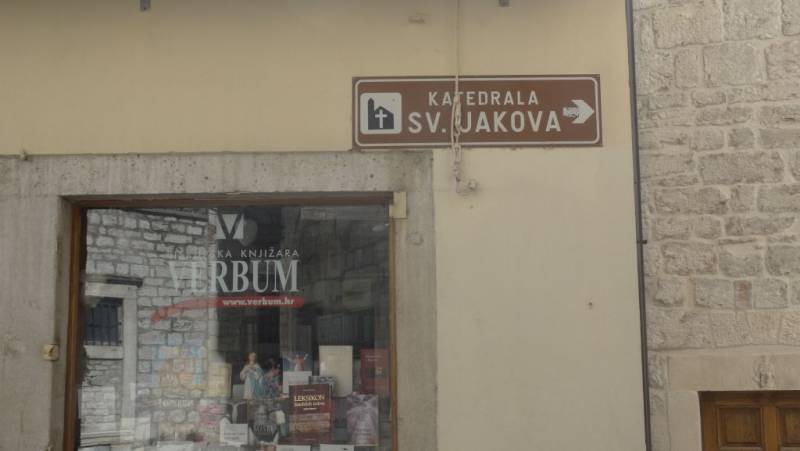 KATEDRALA
SV. JAKOVA
KNJIŽARA
VERBUM
www.verbum.hr
LEKSIKON